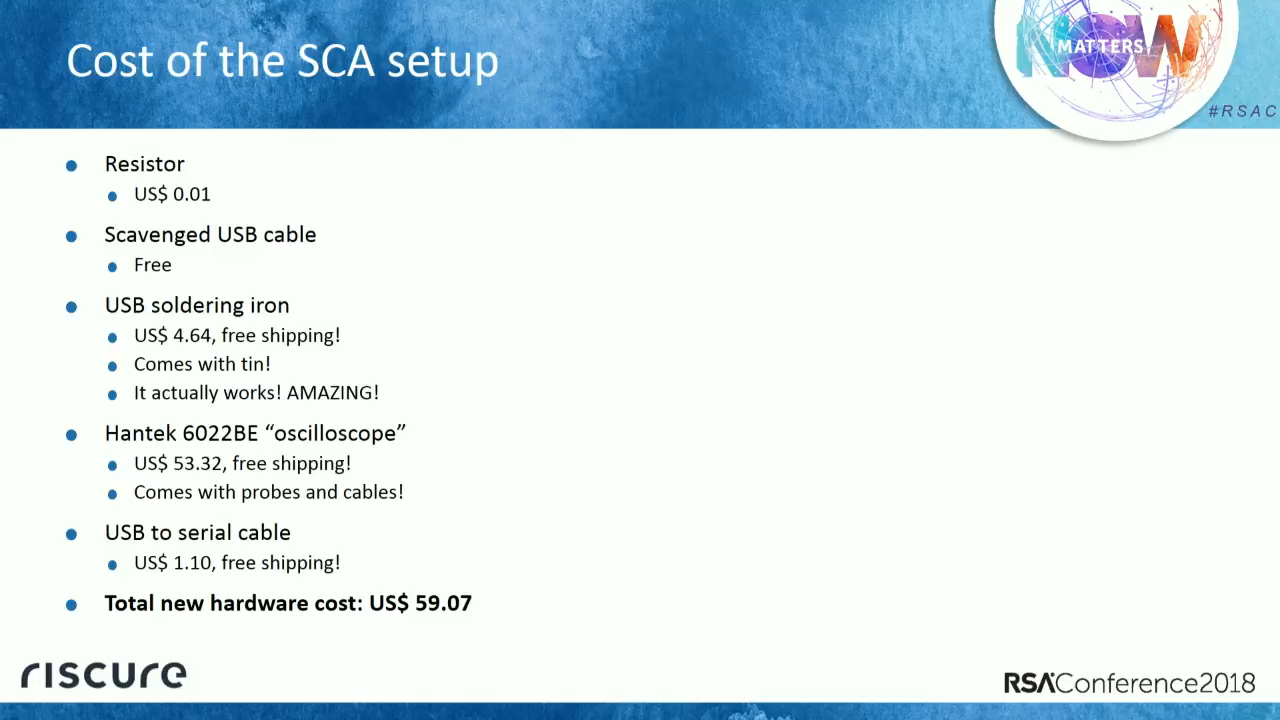 Cost of the SCA setup
NOW
MATTERS
#RSAC
Resistor
US$ 0.01
Scavenged USB cable
Free
USB soldering iron
US$ 4.64, free shipping!
Comes with tin!
It actually works! AMAZING!
Hantek 6022BE “oscilloscope”
US$ 53.32, free shipping!
Comes with probes and cables!
USB to serial cable
US$ 1.10, free shipping!
Total new hardware cost: US$ 59.07
riscure
RSAConference2018